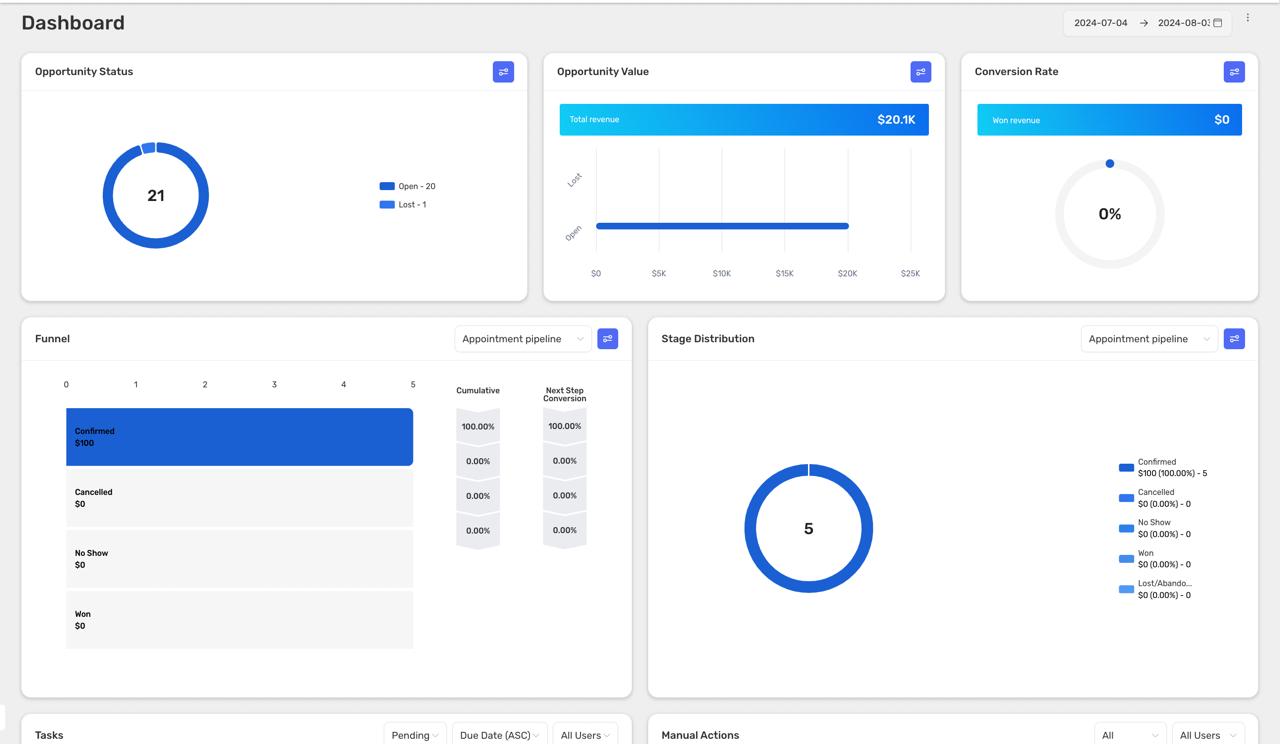 Dashboard
2024-07-04 → 2024-08-03
Opportunity Status
21
Open - 20
Lost - 1
Opportunity Value
Total revenue $20.1K
Lost
Open
$0 $5K $10K $15K $20K $25K
Conversion Rate
Won revenue $0
0%
Funnel
Appointment pipeline
0 1 2 3 4 5
Confirmed
$100
Cancelled
$0
No Show
$0
Won
$0
Cumulative
100.00%
0.00%
0.00%
0.00%
Next Step
Conversion
100.00%
0.00%
0.00%
0.00%
Stage Distribution
Appointment pipeline
5
Confirmed
$100 (100.00%) - 5
Cancelled
$0 (0.00%) - 0
No Show
$0 (0.00%) - 0
Won
$0 (0.00%) - 0
Lost/Abando...
$0 (0.00%) - 0
Tasks
Pending
Due Date (ASC)
All Users
Manual Actions
All
All Users